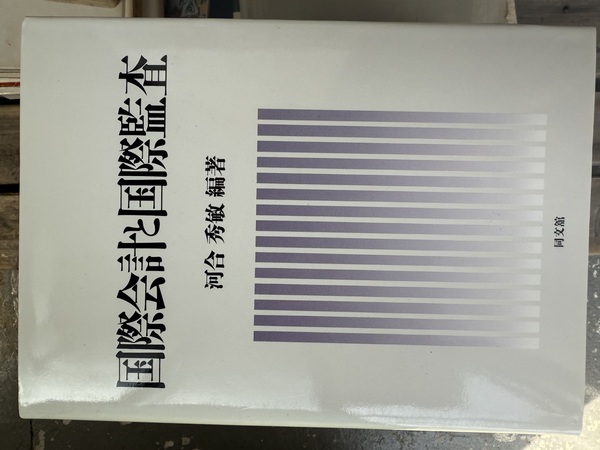 国際会計と国際監査
河合 秀敏 編著
同文舘